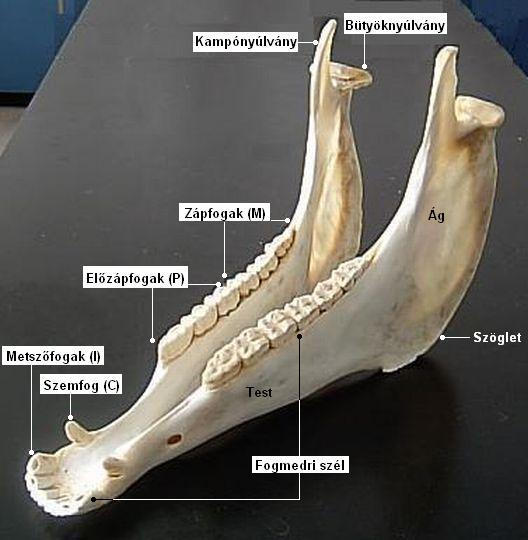 Bütyöknyúlvány
Kampónyúlvány
Zápfogak (M)
Ág
Előzápfogak (P)
Szöglet
Metszőfogak (I)
Szemfog (C)
Test
Fogmedri szél